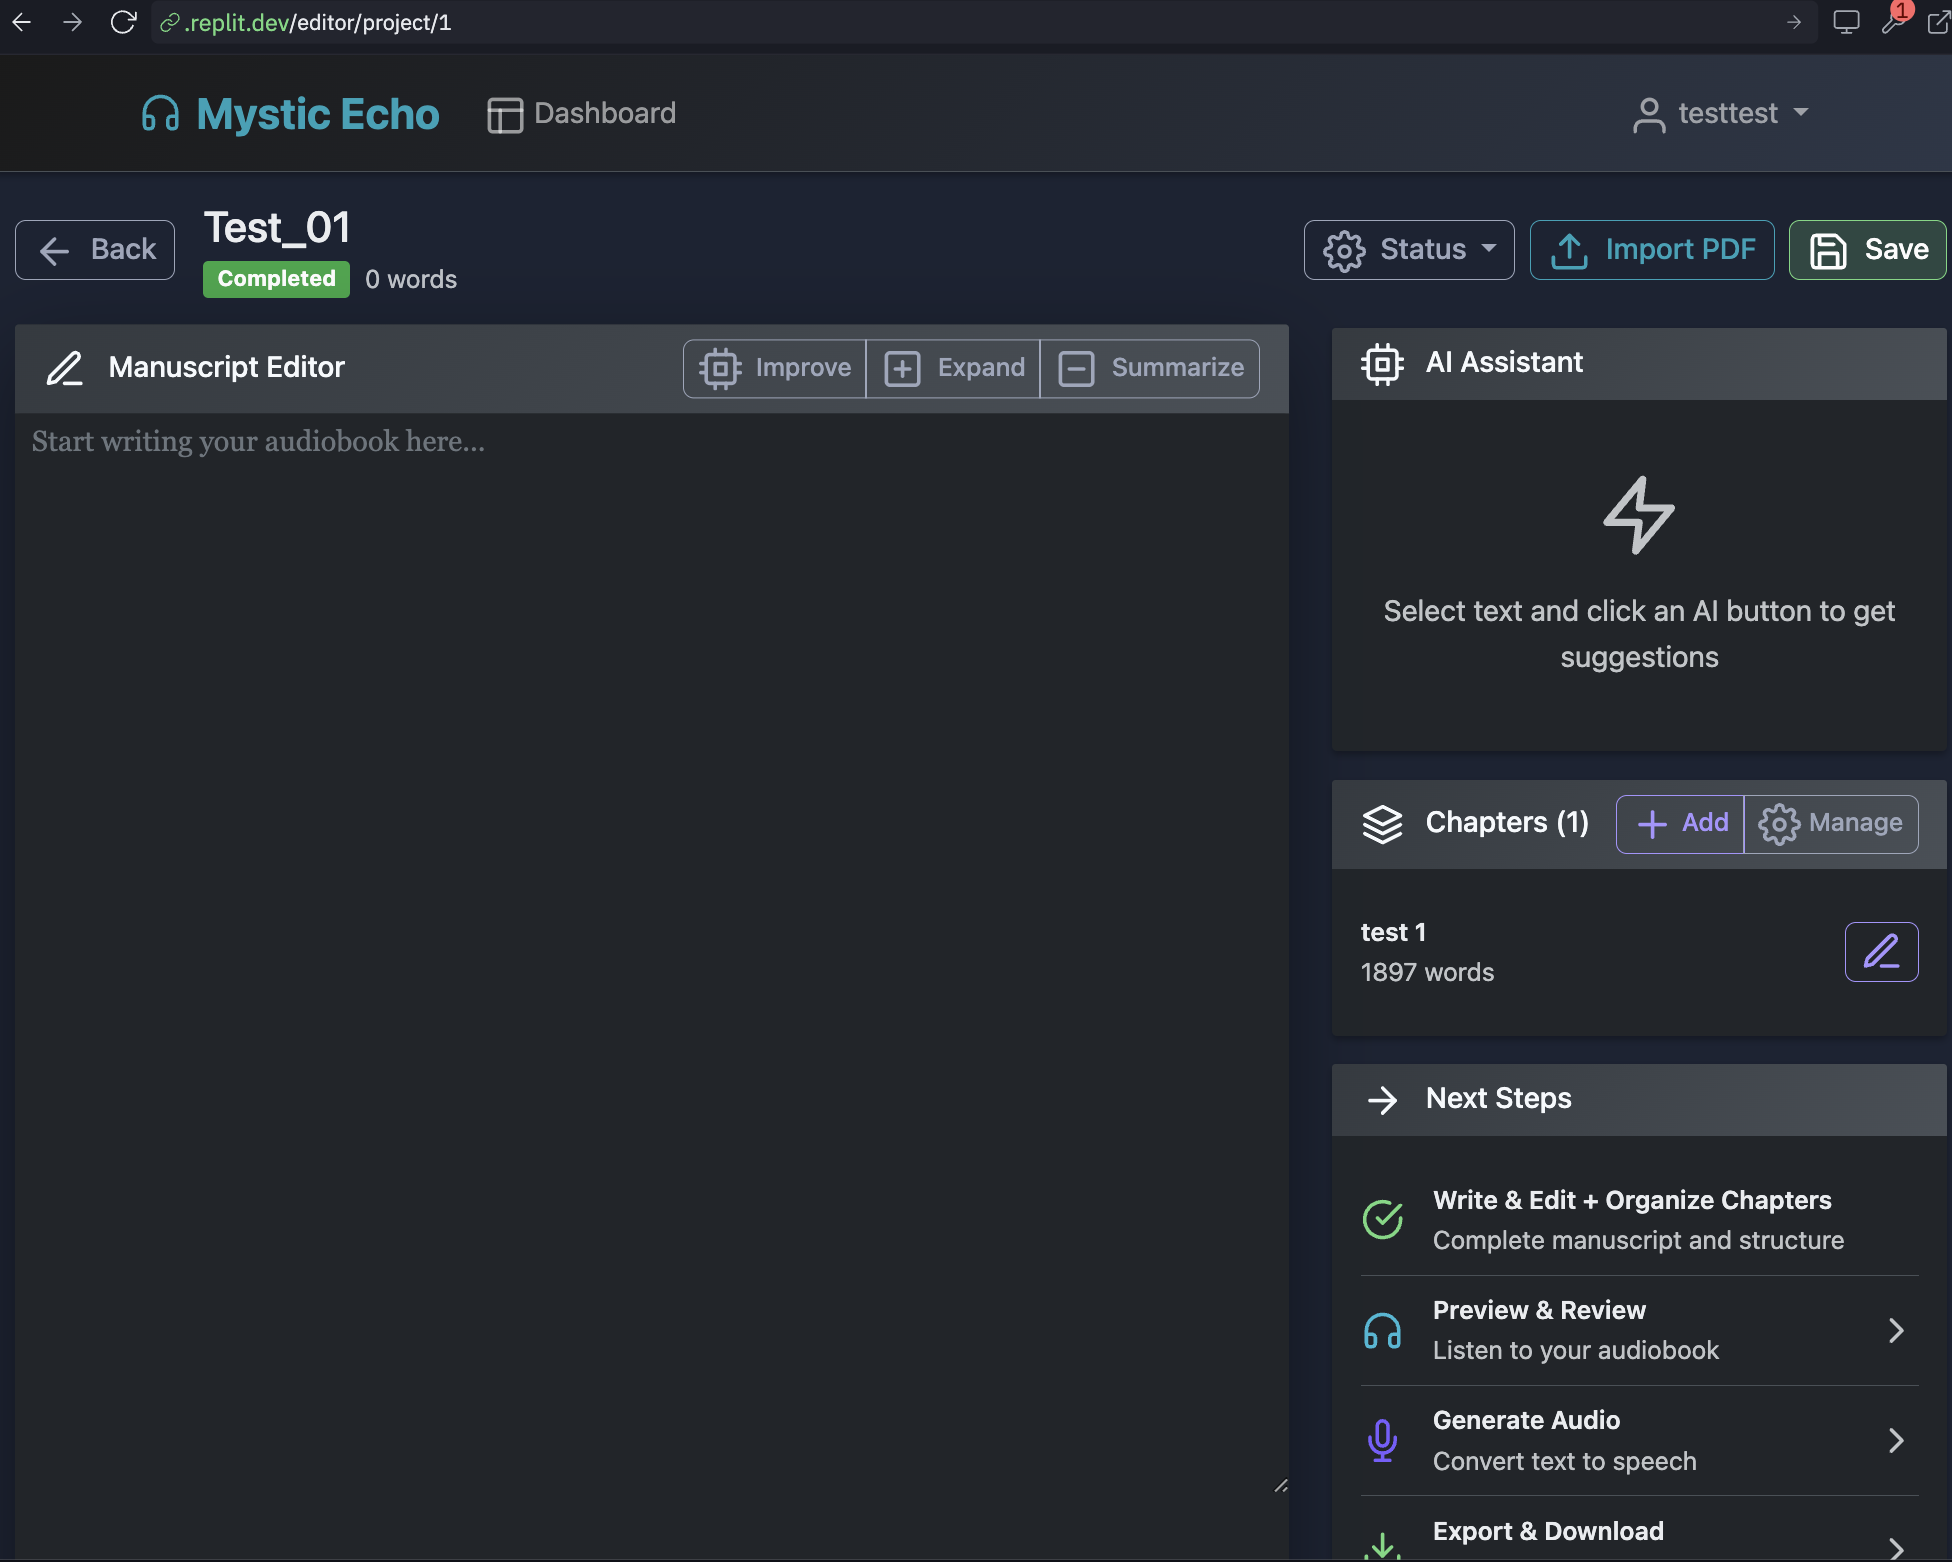 .replit.dev/editor/project/1
1
Mystic Echo
Dashboard
testtest
Back
Test_01
Completed
0 words
Status
Import PDF
Save
Manuscript Editor
Improve
Expand
Summarize
Start writing your audiobook here...
AI Assistant
Select text and click an AI button to get
suggestions
Chapters (1)
Add
Manage
test 1
1897 words
Next Steps
Write & Edit + Organize Chapters
Complete manuscript and structure
Preview & Review
Listen to your audiobook
Generate Audio
Convert text to speech
Export & Download